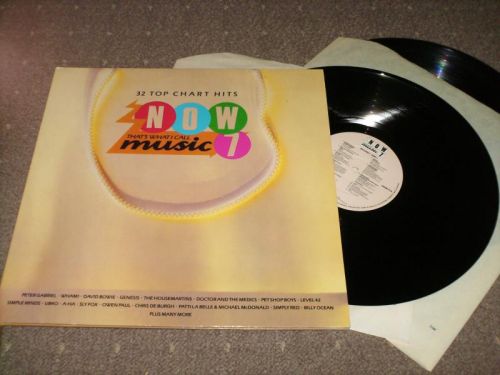 32 TOP CHART HITS
NOW
THAT'S WHAT I CALL
music 7
PETER GABRIEL · WHAM! · DAVID BOWIE · GENESIS · THE HOUSEMARTINS · DOCTOR AND THE MEDICS · PET SHOP BOYS · LEVEL 42
SIMPLE MINDS · UB40 · A-HA · SLY FOX · OWEN PAUL · CHRIS DE BURGH · PATTI LA BELLE & MICHAEL McDONALD · SIMPLY RED · BILLY OCEAN
PLUS MANY MORE
NOW